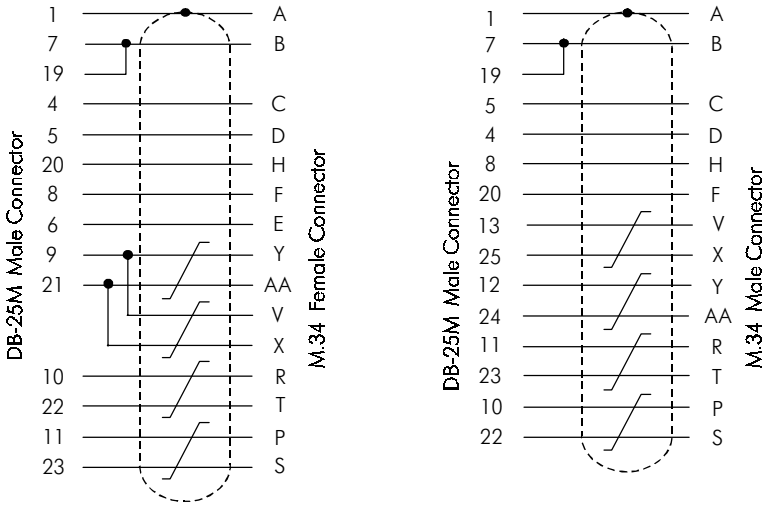 1 A
7 B
19
4 C
5 D
20 H
8 F
6 E
9 Y
21 AA
V
X
10 R
22 T
11 P
23 S
DB-25M Male Connector
M.34 Female Connector
1 A
7 B
19
5 C
4 D
8 H
20 F
13 V
25 X
12 Y
24 AA
11 R
23 T
10 P
22 S
DB-25M Male Connector
M.34 Male Connector